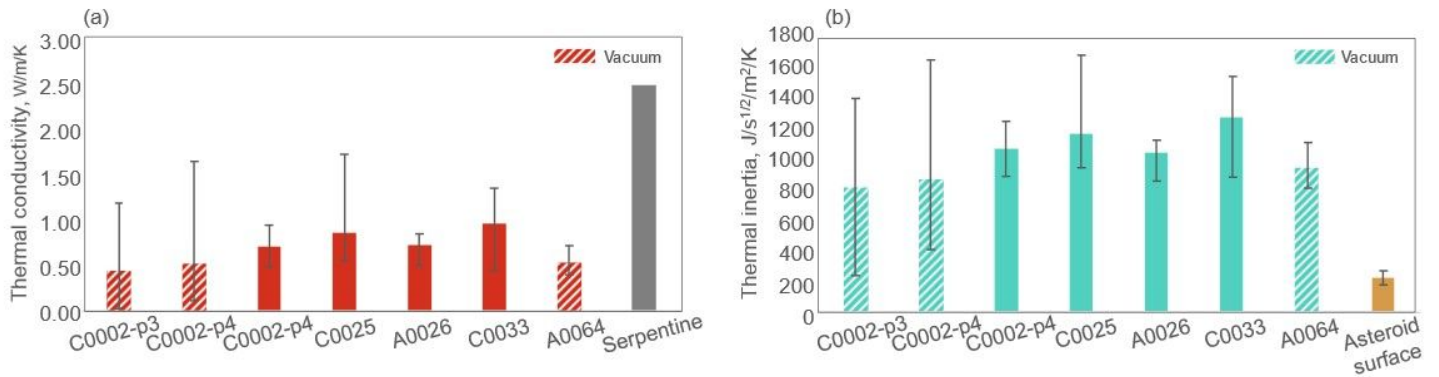 (a)
Thermal conductivity, W/m/K
3.00
2.50
2.00
1.50
1.00
0.50
0.00
Vacuum
C0002-p3
C0002-p4
C0002-p4
C0025
A0026
C0033
A0064
Serpentine
(b)
Thermal inertia, J/s^{1/2}/m²/K
1800
1600
1400
1200
1000
800
600
400
200
0
Vacuum
C0002-p3
C0002-p4
C0002-p4
C0025
A0026
C0033
A0064
Asteroid
surface